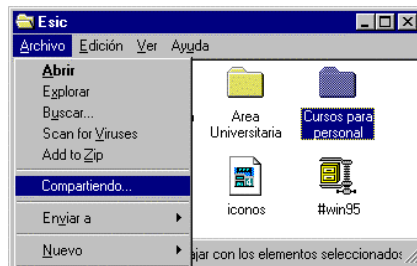 Esic
Archivo Edición Ver Ayuda
Abrir
Explorar
Buscar...
Scan for Viruses
Add to Zip
Compartiendo...
Enviar a
Nuevo
Area
Universitaria
Cursos para
personal
iconos
#win95
con los elementos seleccionados